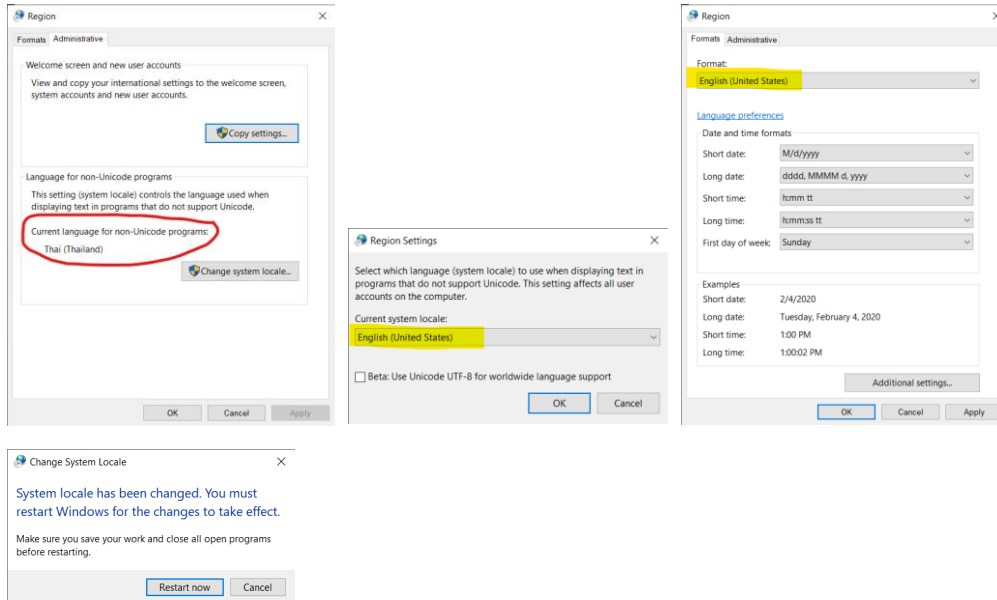 Region
Formats Administrative
Welcome screen and new user accounts
View and copy your international settings to the welcome screen,
system accounts and new user accounts.
Copy settings...
Language for non-Unicode programs
This setting (system locale) controls the language used when
displaying text in programs that do not support Unicode.
Current language for non-Unicode programs:
Thai (Thailand)
Change system locale...
OK Cancel Apply
Region Settings
Select which language (system locale) to use when displaying text in
programs that do not support Unicode. This setting affects all user
accounts on the computer.
Current system locale:
English (United States)
Beta: Use Unicode UTF-8 for worldwide language support
OK Cancel
Region
Formats Administrative
Format:
English (United States)
Language preferences
Date and time formats
Short date: M/d/yyyy
Long date: dddd, MMMM d, yyyy
Short time: h:mm tt
Long time: h:mm:ss tt
First day of week: Sunday
Examples
Short date: 2/4/2020
Long date: Tuesday, February 4, 2020
Short time: 1:00 PM
Long time: 1:00:02 PM
Additional settings...
OK Cancel Apply
Change System Locale
System locale has been changed. You must
restart Windows for the changes to take effect.
Make sure you save your work and close all open programs
before restarting.
Restart now Cancel